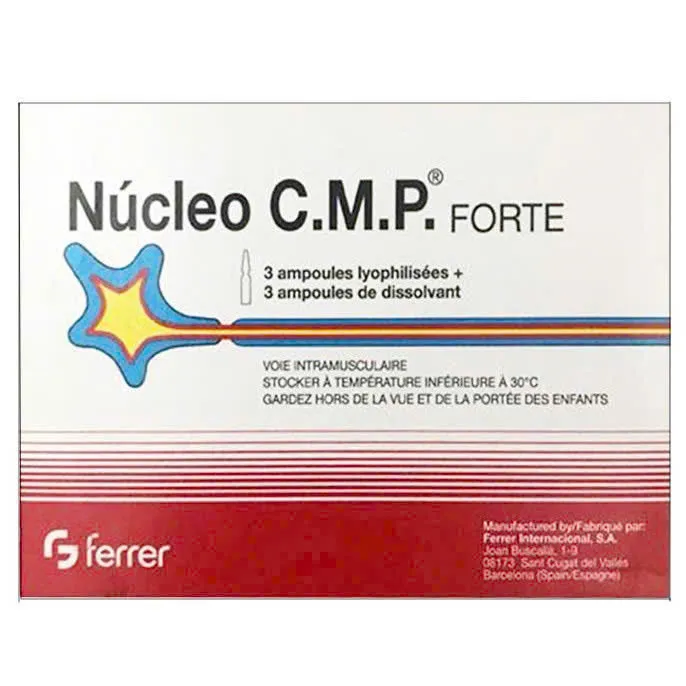 Núcleo C.M.P.® FORTE
3 ampoules lyophilisées +
3 ampoules de dissolvant
VOIE INTRAMUSCULAIRE
STOCKER À TEMPÉRATURE INFÉRIEURE À 30°C
GARDEZ HORS DE LA VUE ET DE LA PORTÉE DES ENFANTS
ferrer
Manufactured by/Fabriqué par:
Ferrer Internacional, S.A.
Joan Buscallà, 1-9
08173 Sant Cugat del Vallés
Barcelona (Spain/Espagne)